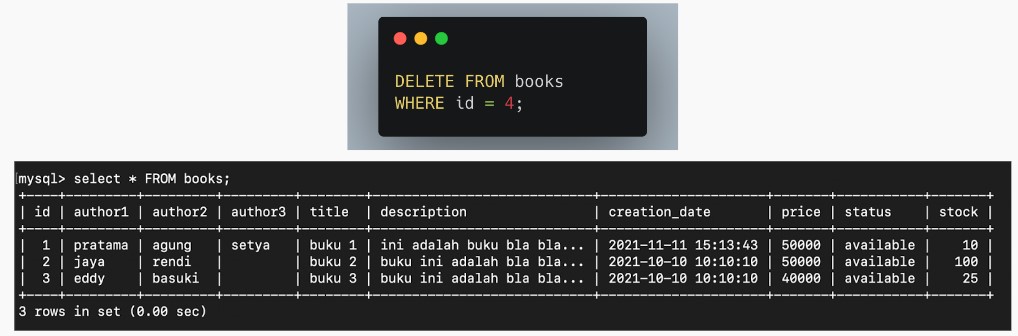 DELETE FROM books
WHERE id = 4;
mysql> select * FROM books;
+----+---------+---------+---------+--------+---------------------------+---------------------+-------+-----------+-------+
| id | author1 | author2 | author3 | title | description | creation_date | price | status | stock |
+----+---------+---------+---------+--------+---------------------------+---------------------+-------+-----------+-------+
| 1 | pratama | agung | setya | buku 1 | ini adalah buku bla bla... | 2021-11-11 15:13:43 | 50000 | available | 10 |
| 2 | jaya | rendi | | buku 2 | buku ini adalah bla bla... | 2021-10-10 10:10:10 | 50000 | available | 100 |
| 3 | eddy | basuki | | buku 3 | buku ini adalah bla bla... | 2021-10-10 10:10:10 | 40000 | available | 25 |
+----+---------+---------+---------+--------+---------------------------+---------------------+-------+-----------+-------+
3 rows in set (0.00 sec)